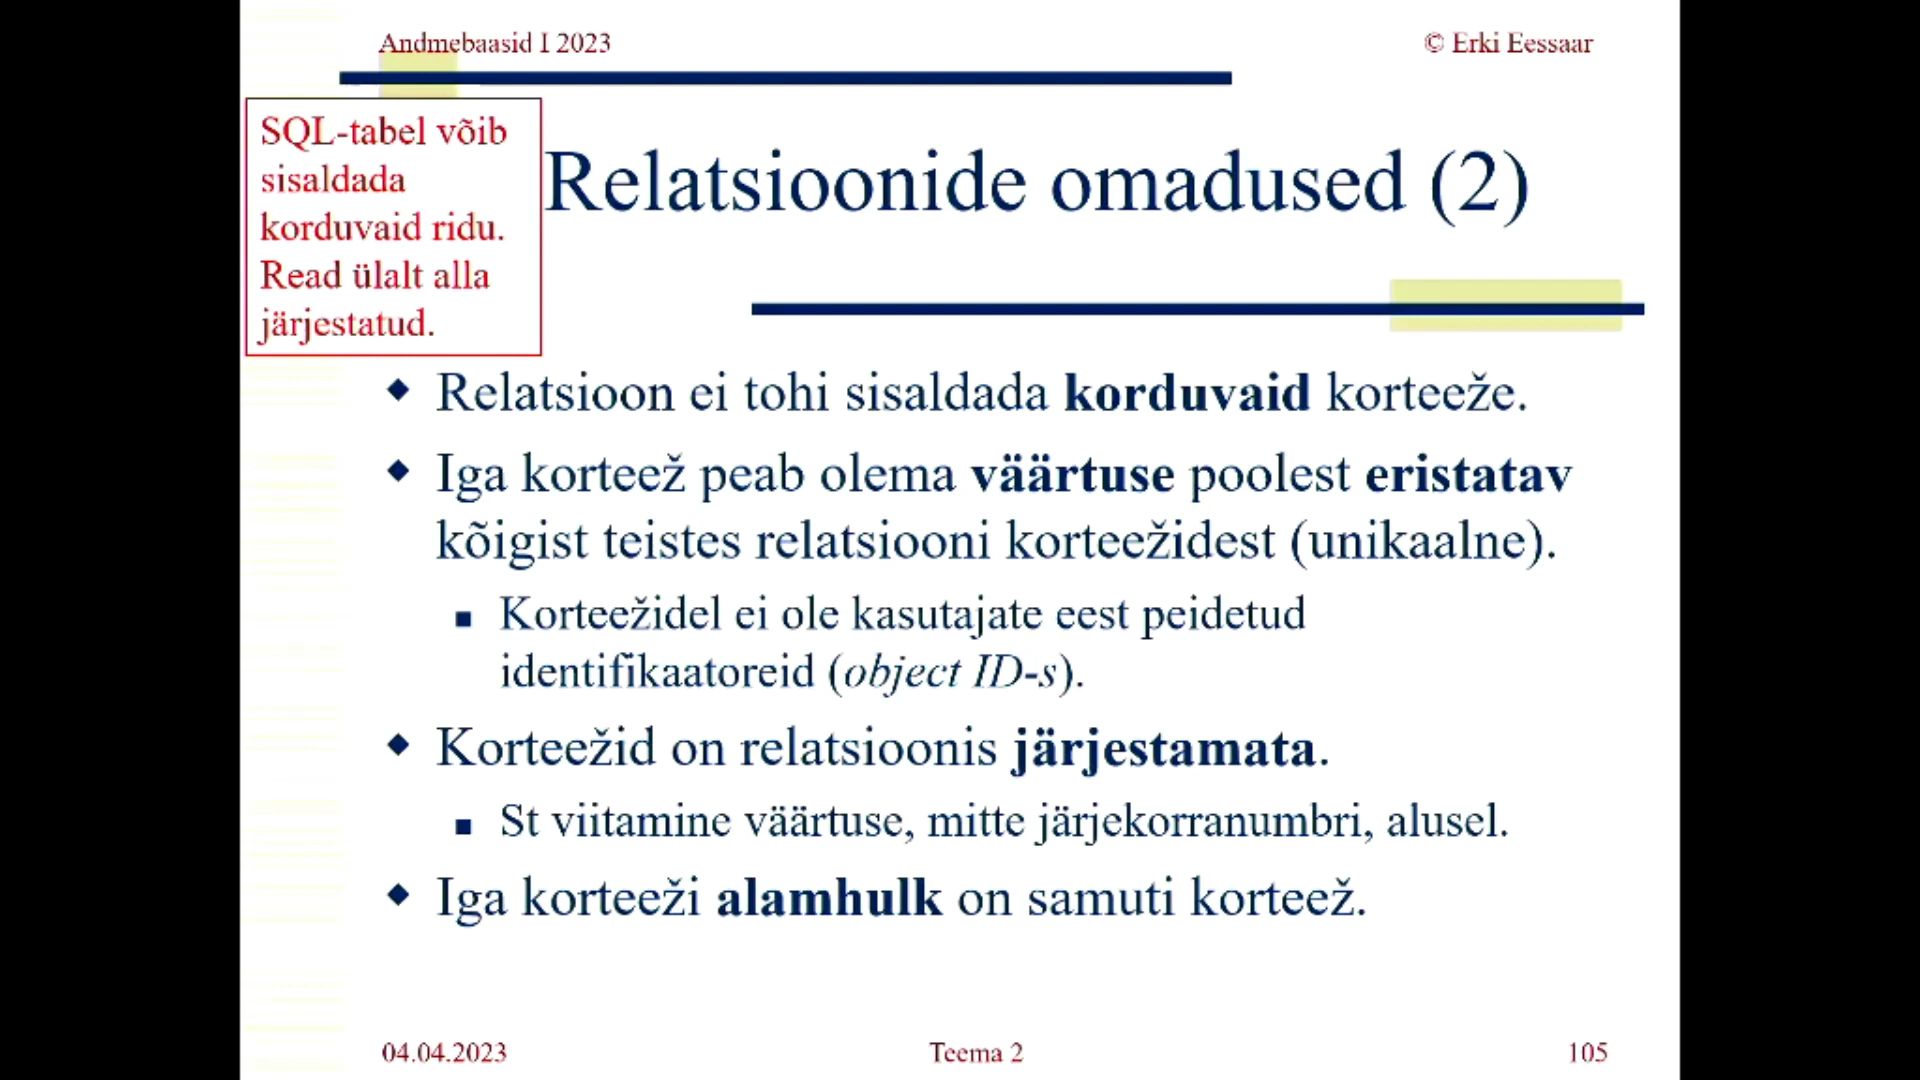 Andmebaasid I 2023
© Erki Eessaar
SQL-tabel võib
sisaldada
korduvaid ridu.
Read ülalt alla
järjestatud.
Relatsioonide omadused (2)
Relatsioon ei tohi sisaldada korduvaid korteeže.
Iga korteež peab olema väärtuse poolest eristatav
kõigist teistes relatsiooni korteežidest (unikaalne).
Korteežidel ei ole kasutajate eest peidetud
identifikaatoreid (object ID-s).
Korteežid on relatsioonis järjestamata.
St viitamine väärtuse, mitte järjekorranumbri, alusel.
Iga korteeži alamhulk on samuti korteež.
04.04.2023
Teema 2
105